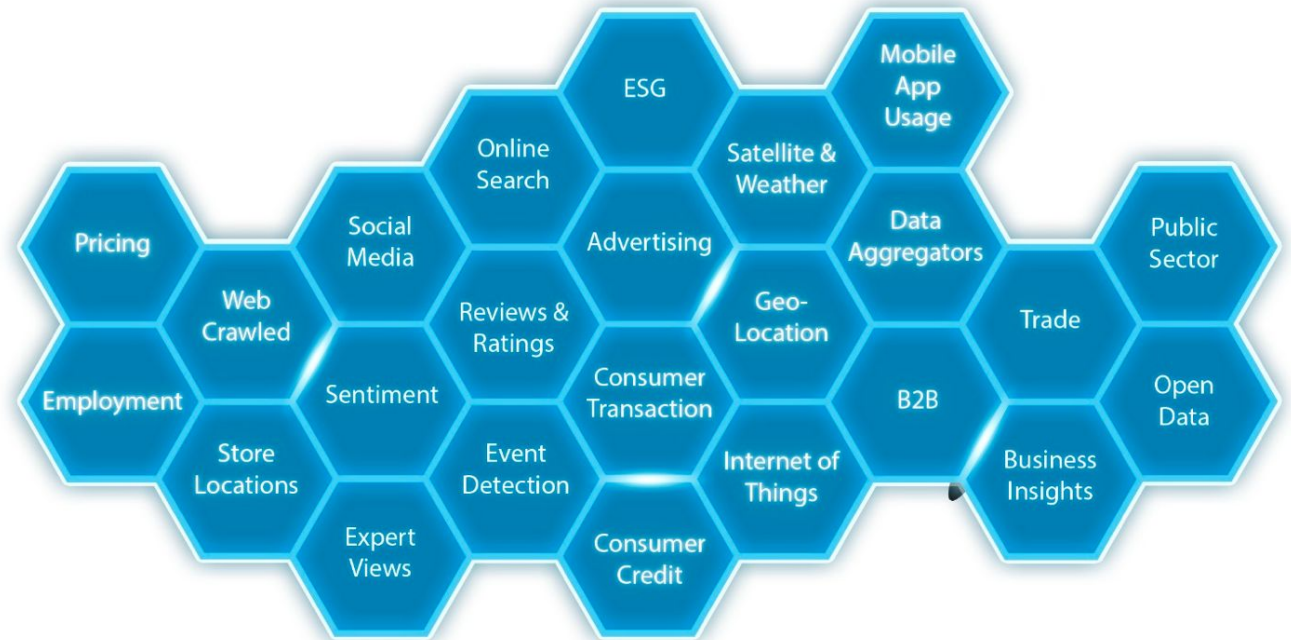 ESG
Mobile
App
Usage
Online
Search
Satellite &
Weather
Pricing
Social
Media
Advertising
Data
Aggregators
Public
Sector
Web
Crawled
Reviews &
Ratings
Geo-
Location
Trade
Employment
Sentiment
Consumer
Transaction
B2B
Open
Data
Store
Locations
Event
Detection
Internet of
Things
Business
Insights
Expert
Views
Consumer
Credit